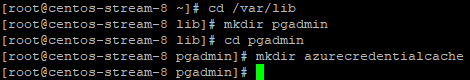 [root@centos-stream-8 ~]# cd /var/lib
[root@centos-stream-8 lib]# mkdir pgadmin
[root@centos-stream-8 lib]# cd pgadmin
[root@centos-stream-8 pgadmin]# mkdir azurecredentialcache
[root@centos-stream-8 pgadmin]#